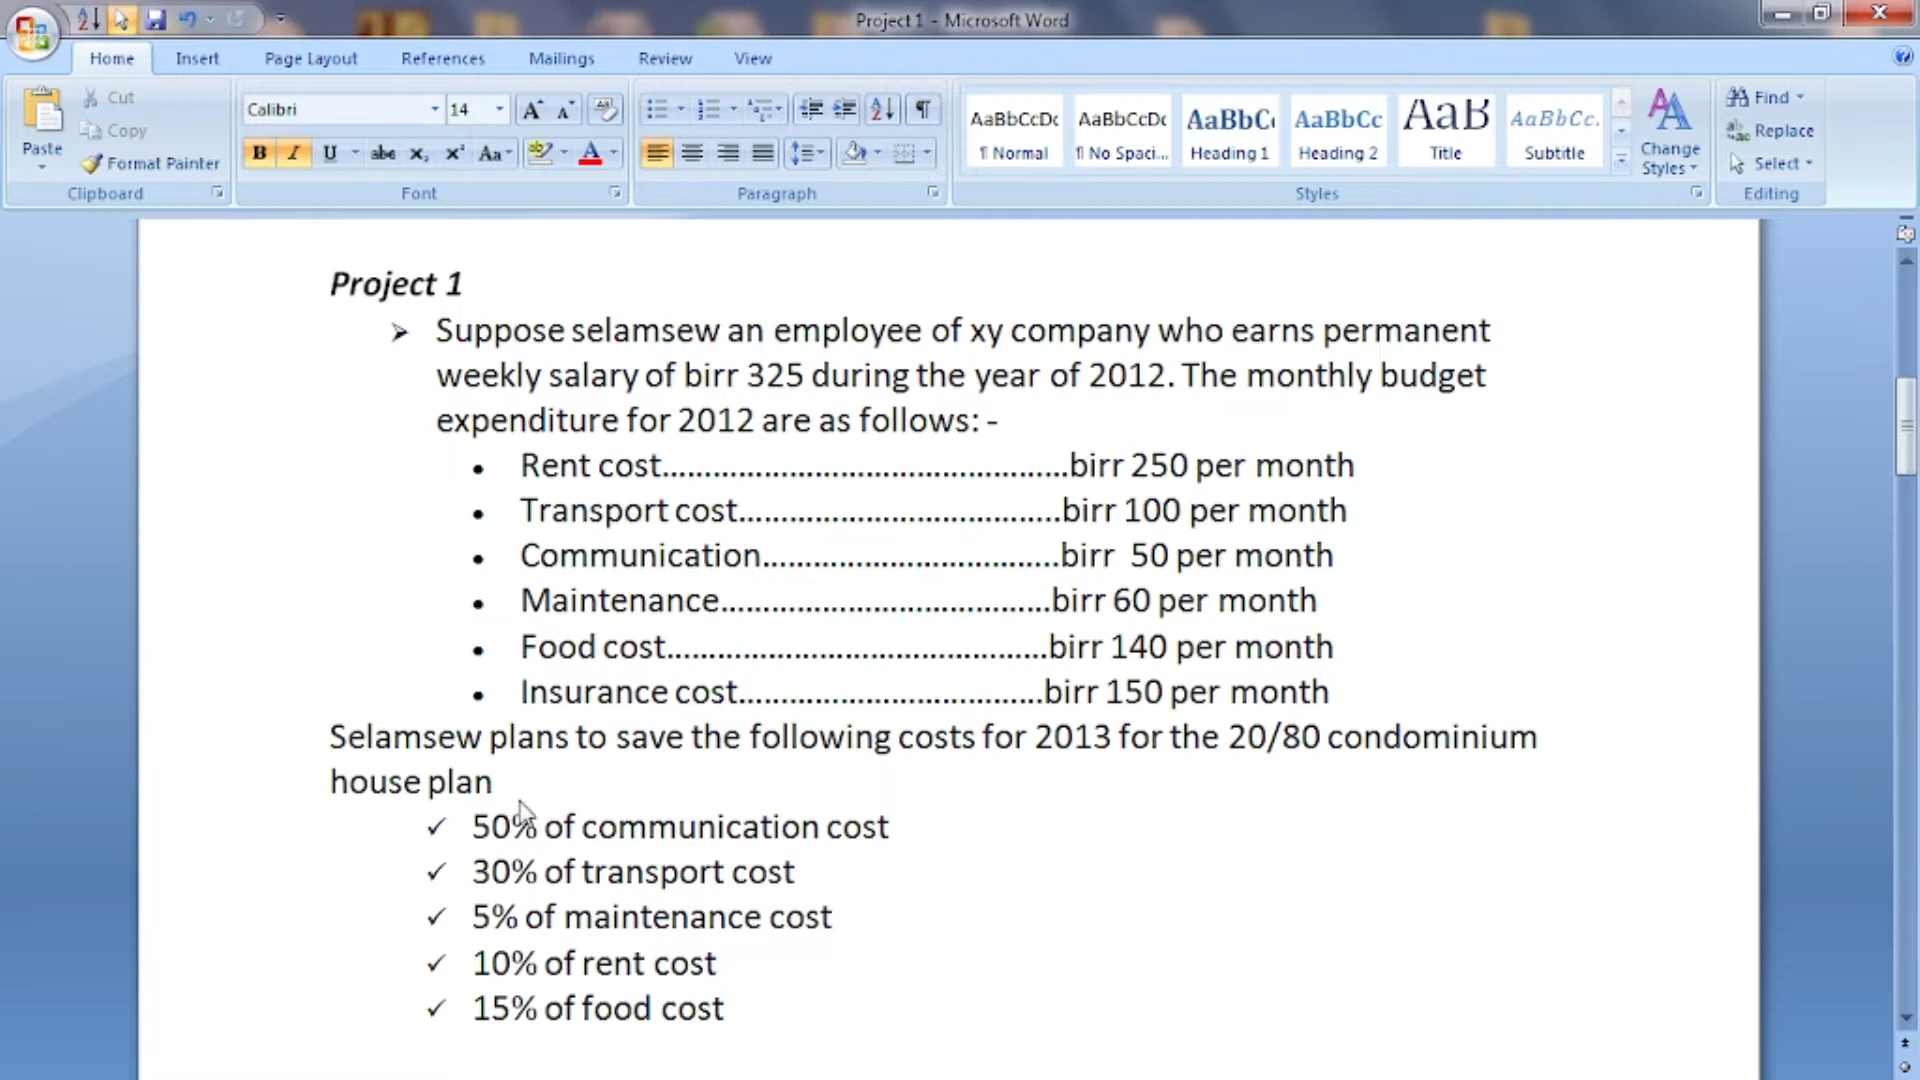 Project 1 - Microsoft Word
Home Insert Page Layout References Mailings Review View
Paste
Cut
Copy
Format Painter
Clipboard
Calibri 14
Font
Paragraph
AaBbCcDc AaBbCcDc AaBbC AaBbCc AaB AaBbCc.
¶ Normal ¶ No Spaci... Heading 1 Heading 2 Title Subtitle
Change Styles
Styles
Find
Replace
Select
Editing
Project 1
➢ Suppose selamsew an employee of xy company who earns permanent
weekly salary of birr 325 during the year of 2012. The monthly budget
expenditure for 2012 are as follows: -
• Rent cost................................................birr 250 per month
• Transport cost......................................birr 100 per month
• Communication...................................birr  50 per month
• Maintenance.......................................birr 60 per month
• Food cost.............................................birr 140 per month
• Insurance cost....................................birr 150 per month
Selamsew plans to save the following costs for 2013 for the 20/80 condominium
house plan
✓ 50% of communication cost
✓ 30% of transport cost
✓ 5% of maintenance cost
✓ 10% of rent cost
✓ 15% of food cost